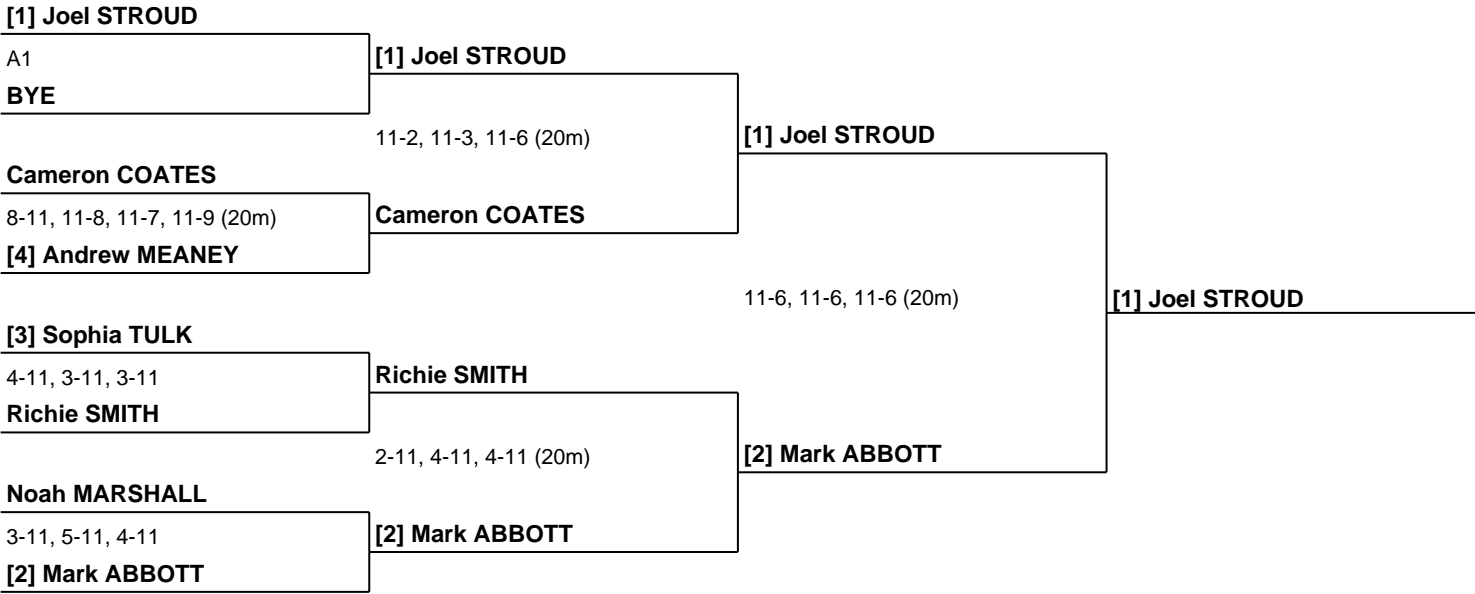 [1] Joel STROUD
A1
[1] Joel STROUD
BYE
11-2, 11-3, 11-6 (20m)
[1] Joel STROUD
Cameron COATES
8-11, 11-8, 11-7, 11-9 (20m)
Cameron COATES
[4] Andrew MEANEY
11-6, 11-6, 11-6 (20m)
[1] Joel STROUD
[3] Sophia TULK
4-11, 3-11, 3-11
Richie SMITH
Richie SMITH
2-11, 4-11, 4-11 (20m)
[2] Mark ABBOTT
Noah MARSHALL
3-11, 5-11, 4-11
[2] Mark ABBOTT
[2] Mark ABBOTT